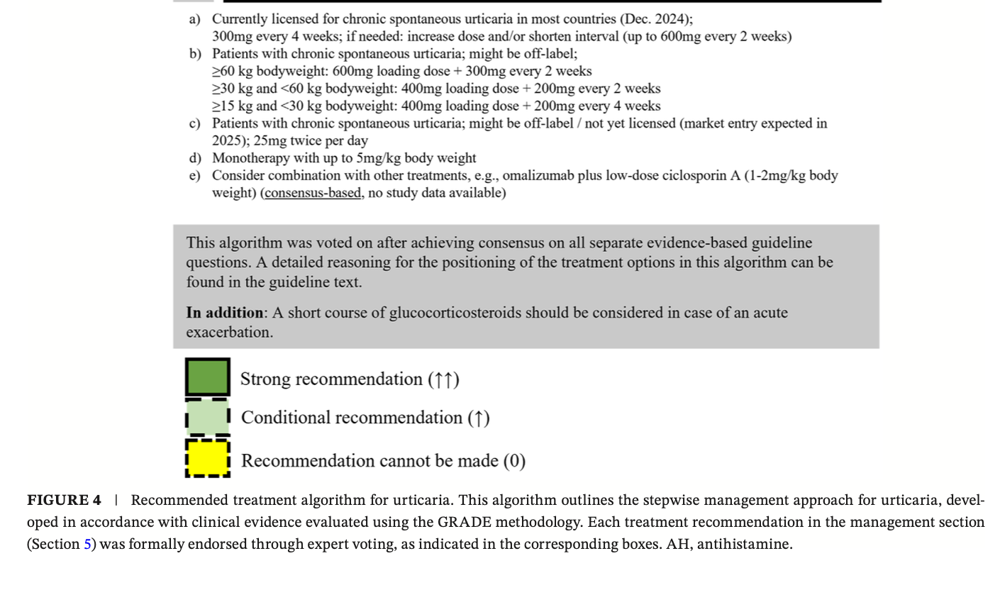 a) Currently licensed for chronic spontaneous urticaria in most countries (Dec. 2024);
300mg every 4 weeks; if needed: increase dose and/or shorten interval (up to 600mg every 2 weeks)
b) Patients with chronic spontaneous urticaria; might be off-label;
≥60 kg bodyweight: 600mg loading dose + 300mg every 2 weeks
≥30 kg and <60 kg bodyweight: 400mg loading dose + 200mg every 2 weeks
≥15 kg and <30 kg bodyweight: 400mg loading dose + 200mg every 4 weeks
c) Patients with chronic spontaneous urticaria; might be off-label / not yet licensed (market entry expected in
2025); 25mg twice per day
d) Monotherapy with up to 5mg/kg body weight
e) Consider combination with other treatments, e.g., omalizumab plus low-dose ciclosporin A (1-2mg/kg body
weight) (consensus-based, no study data available)
This algorithm was voted on after achieving consensus on all separate evidence-based guideline
questions. A detailed reasoning for the positioning of the treatment options in this algorithm can be
found in the guideline text.
In addition: A short course of glucocorticosteroids should be considered in case of an acute
exacerbation.
Strong recommendation (↑↑)
Conditional recommendation (↑)
Recommendation cannot be made (0)
FIGURE 4 | Recommended treatment algorithm for urticaria. This algorithm outlines the stepwise management approach for urticaria, devel-
oped in accordance with clinical evidence evaluated using the GRADE methodology. Each treatment recommendation in the management section
(Section 5) was formally endorsed through expert voting, as indicated in the corresponding boxes. AH, antihistamine.